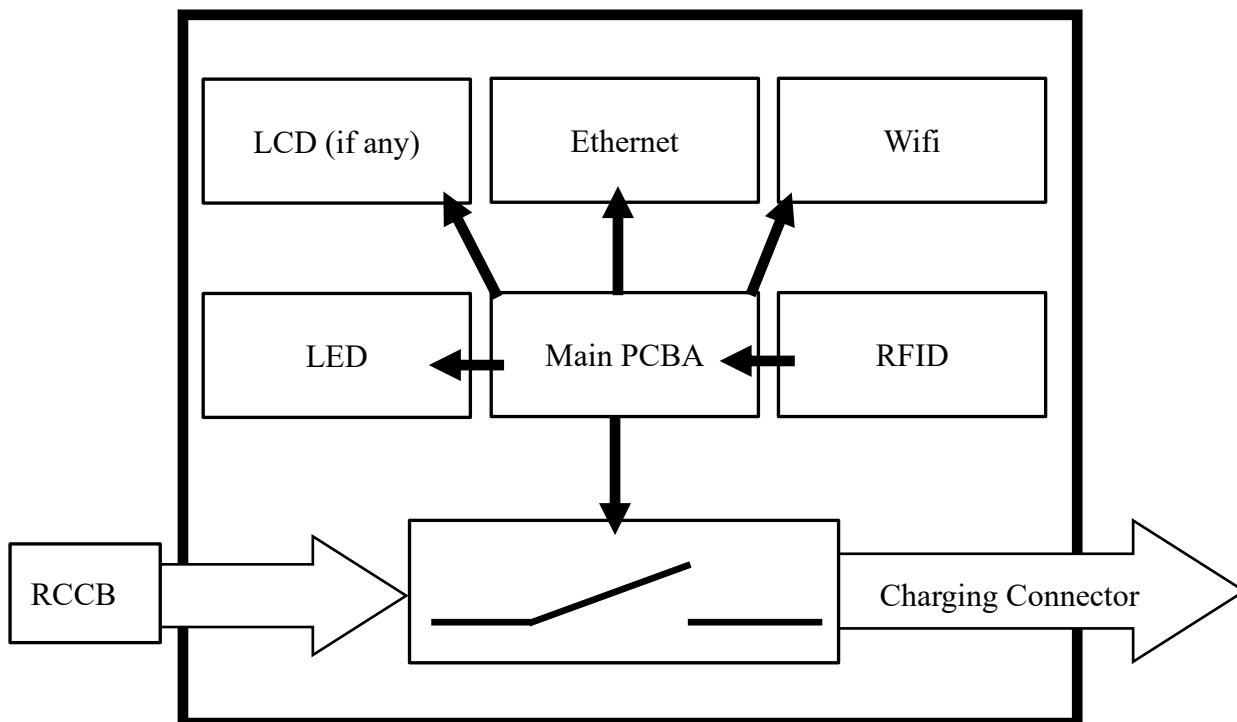 LCD (if any)
Ethernet
Wifi
LED
Main PCBA
RFID
RCCB
Charging Connector